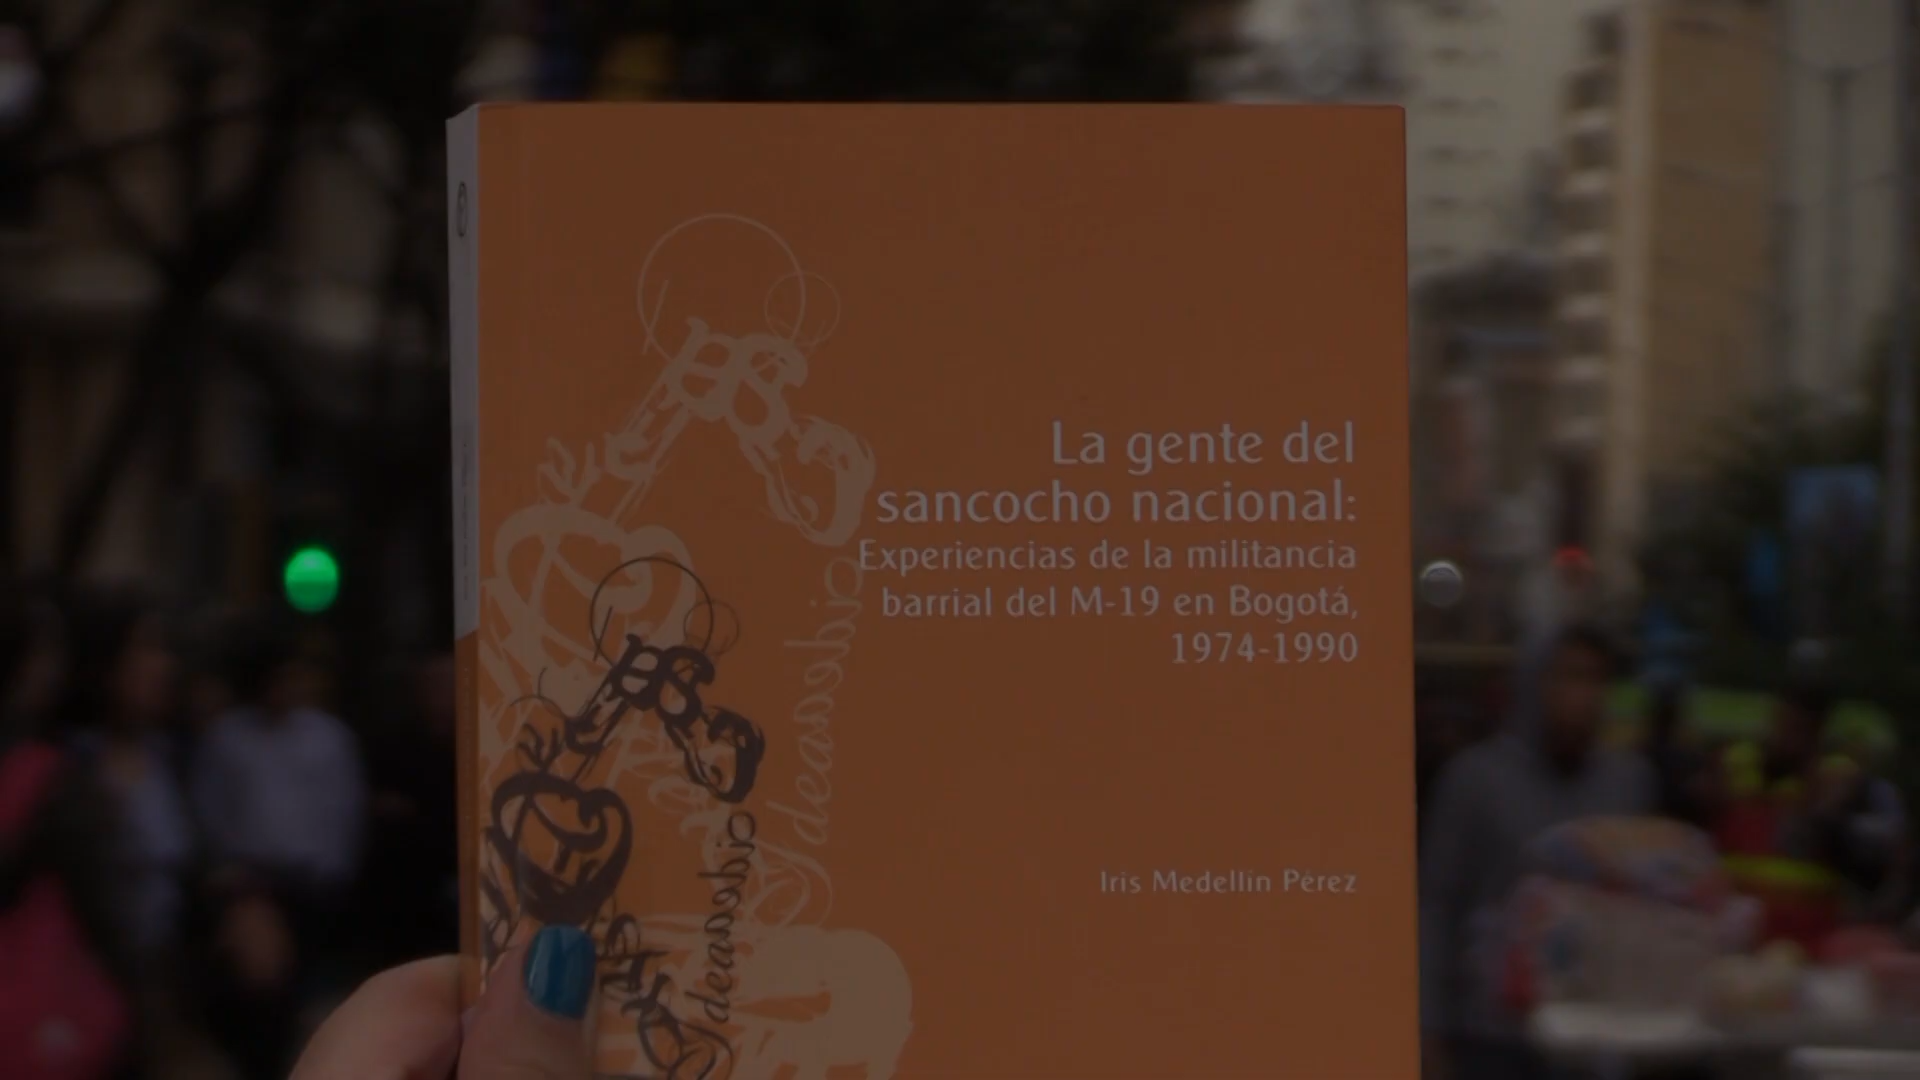 La gente del
sancocho nacional:
Experiencias de la militancia
barrial del M-19 en Bogotá,
1974-1990
Iris Medellín Pérez